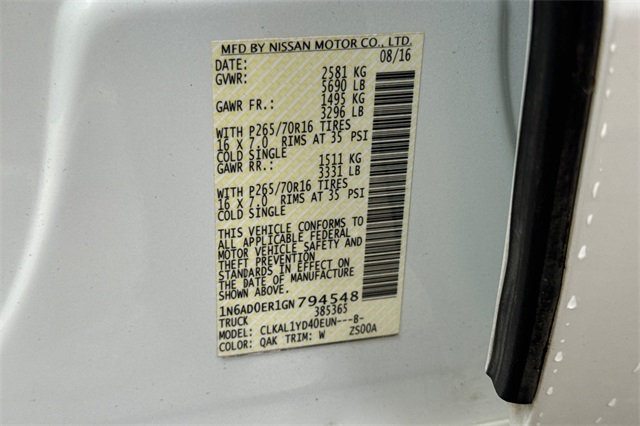 MFD BY NISSAN MOTOR CO., LTD.
DATE: 08/16
GVWR: 2581 KG
5690 LB
GAWR FR.: 1495 KG
3296 LB
WITH P265/70R16 TIRES
16 X 7.0 RIMS AT 35 PSI
COLD SINGLE
GAWR RR.: 1511 KG
3331 LB
WITH P265/70R16 TIRES
16 X 7.0 RIMS AT 35 PSI
COLD SINGLE
THIS VEHICLE CONFORMS TO
ALL APPLICABLE FEDERAL
MOTOR VEHICLE SAFETY AND
THEFT PREVENTION
STANDARDS IN EFFECT ON
THE DATE OF MANUFACTURE
SHOWN ABOVE.
1N6AD0ER1GN794548
TRUCK 385365
MODEL: CLKAL1YD40EUN---8-
COLOR: QAK TRIM: W ZS00A